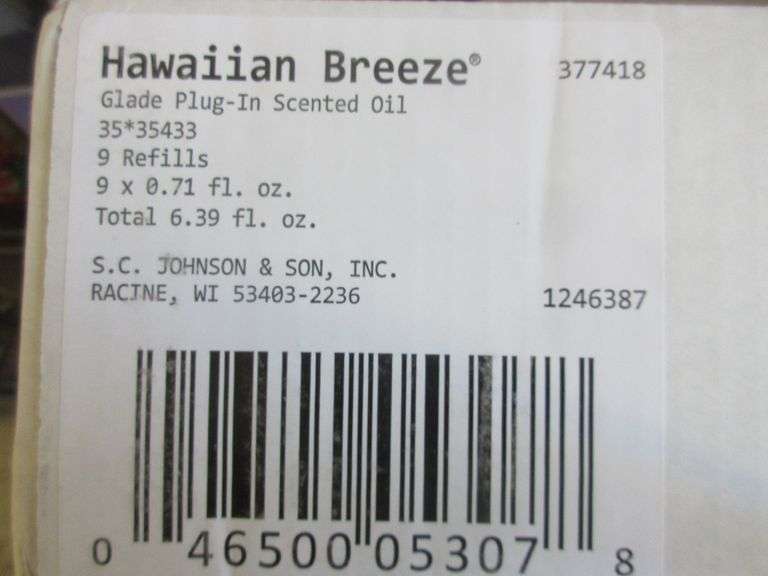 Hawaiian Breeze® 377418
Glade Plug-In Scented Oil
35*35433
9 Refills
9 x 0.71 fl. oz.
Total 6.39 fl. oz.
S.C. JOHNSON & SON, INC.
RACINE, WI 53403-2236 1246387
0 46500 05307 8